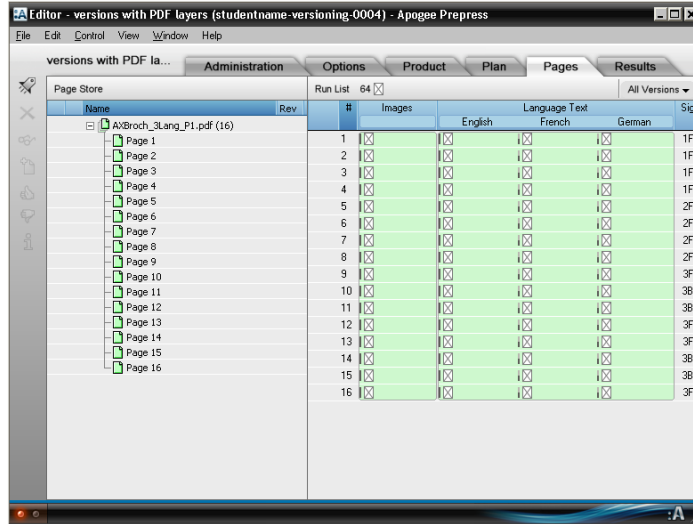 :A Editor - versions with PDF layers (studentname-versioning-0004) - Apogee Prepress
File Edit Control View Window Help
versions with PDF la... Administration Options Product Plan Pages Results
Page Store Run List 64 All Versions
Name Rev # Images Language Text Sig
English French German
AXBroch_3Lang_P1.pdf (16)
Page 1 1 1F
Page 2 2 1F
Page 3 3 1F
Page 4 4 1F
Page 5 5 2F
Page 6 6 2F
Page 7 7 2F
Page 8 8 2F
Page 9 9 3F
Page 10 10 3B
Page 11 11 3B
Page 12 12 3F
Page 13 13 3F
Page 14 14 3B
Page 15 15 3B
Page 16 16 3F
:A